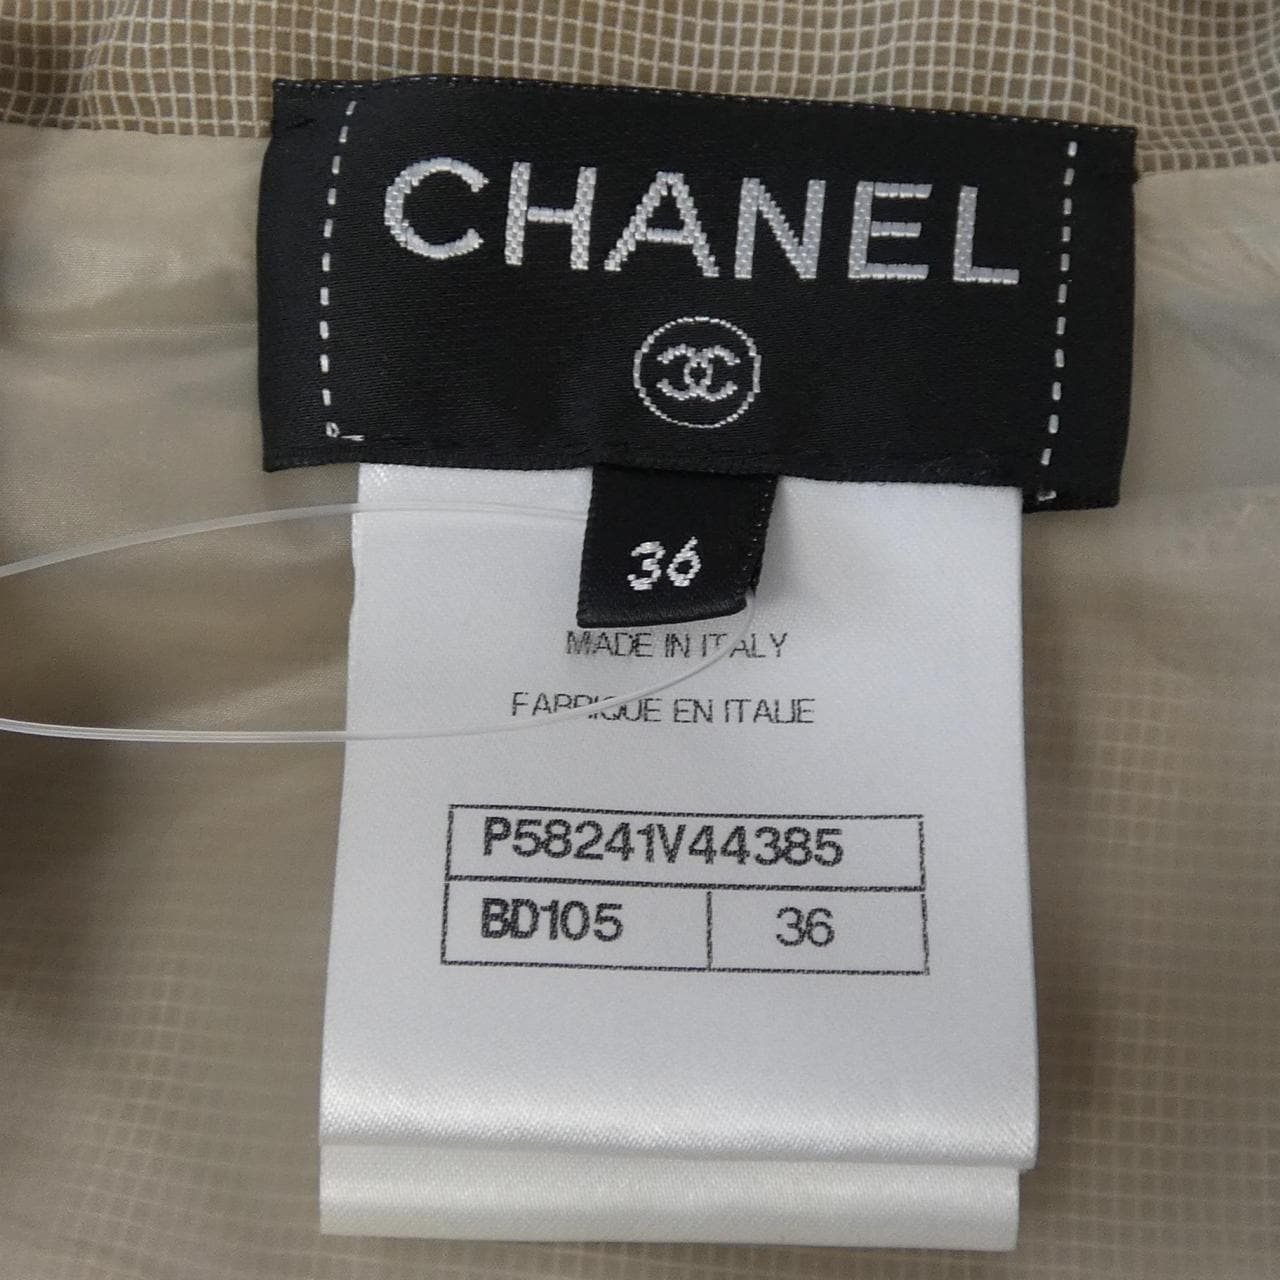 CHANEL
36
MADE IN ITALY
FABRIQUE EN ITALIE
P58241V44385
BD105 36